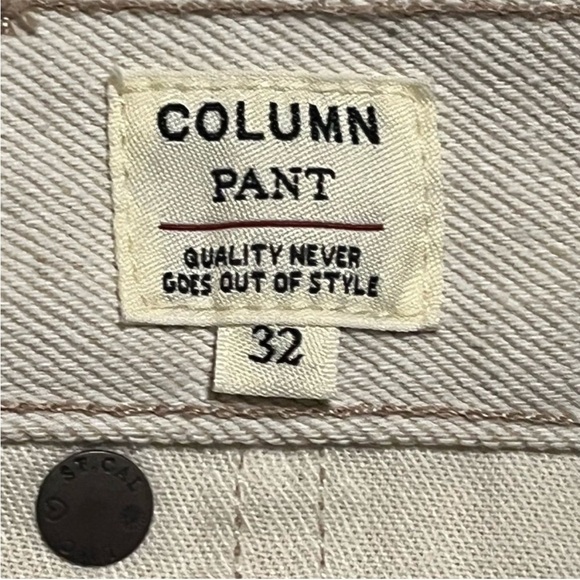 COLUMN
PANT
QUALITY NEVER
GOES OUT OF STYLE
32
ST. CAL